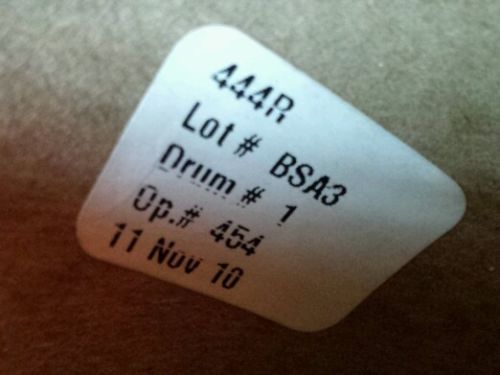 444R
Lot # BSA3
Drum # 1
Op.# 454
11 Nov 10